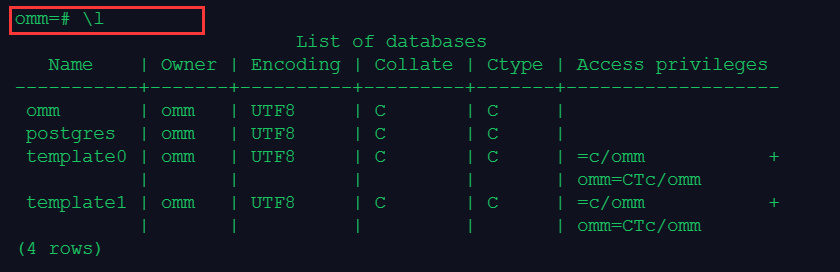 omm=# \l
                         List of databases
   Name    | Owner | Encoding | Collate | Ctype | Access privileges
-----------+-------+----------+---------+-------+-------------------
 omm       | omm   | UTF8     | C       | C     |
 postgres  | omm   | UTF8     | C       | C     |
 template0 | omm   | UTF8     | C       | C     | =c/omm           +
           |       |          |         |       | omm=CTc/omm
 template1 | omm   | UTF8     | C       | C     | =c/omm           +
           |       |          |         |       | omm=CTc/omm
(4 rows)